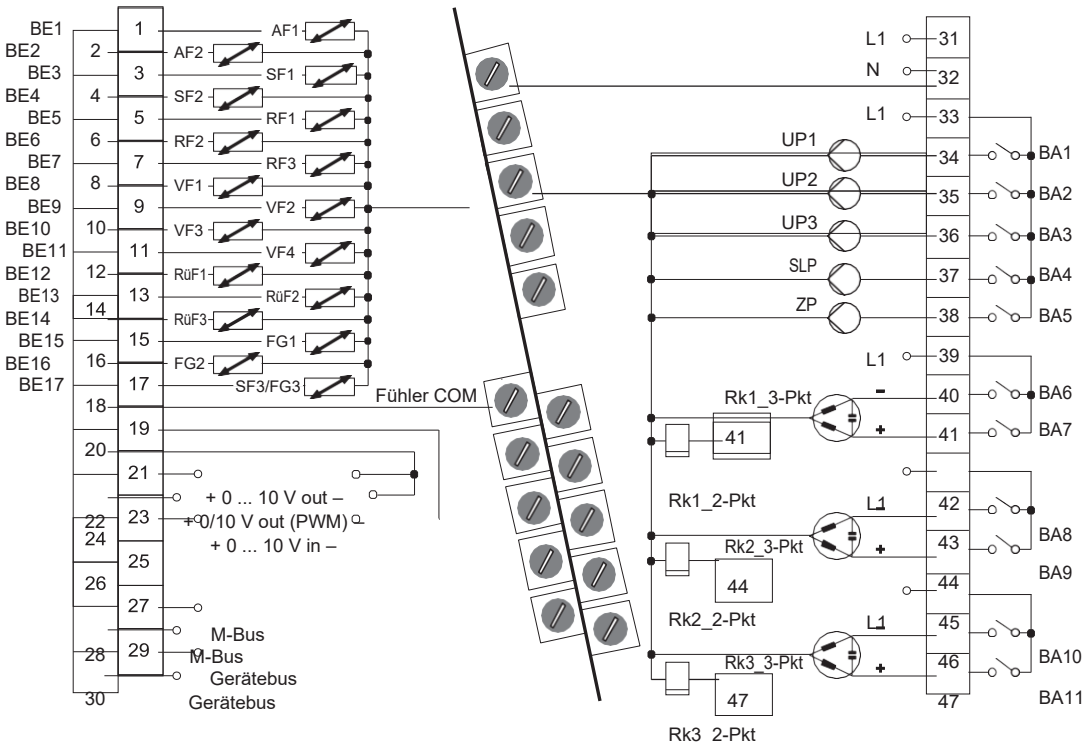 BE1 1 AF1
BE2 2 AF2
BE3 3 SF1
BE4 4 SF2
BE5 5 RF1
BE6 6 RF2
BE7 7 RF3
BE8 8 VF1
BE9 9 VF2
BE10 10 VF3
BE11 11 VF4
BE12 12 RüF1
BE13 13 RüF2
BE14 14 RüF3
BE15 15 FG1
BE16 16 FG2
BE17 17 SF3/FG3
18 Fühler COM
19
20
21
+ 0 ... 10 V out –
22 23 + 0/10 V out (PWM) –
24 + 0 ... 10 V in –
25
26
27
M-Bus
28 29 M-Bus
Gerätebus
30 Gerätebus
L1 31
N 32
L1 33
UP1 34 BA1
UP2 35 BA2
UP3 36 BA3
SLP 37 BA4
ZP 38 BA5
L1 39
Rk1_3-Pkt - 40 BA6
41 + 41 BA7
Rk1_2-Pkt L1 - 42
Rk2_3-Pkt + 43 BA8
BA9
44 44
Rk2_2-Pkt L1 - 45
Rk3_3-Pkt + 46 BA10
47 47 BA11
Rk3_2-Pkt